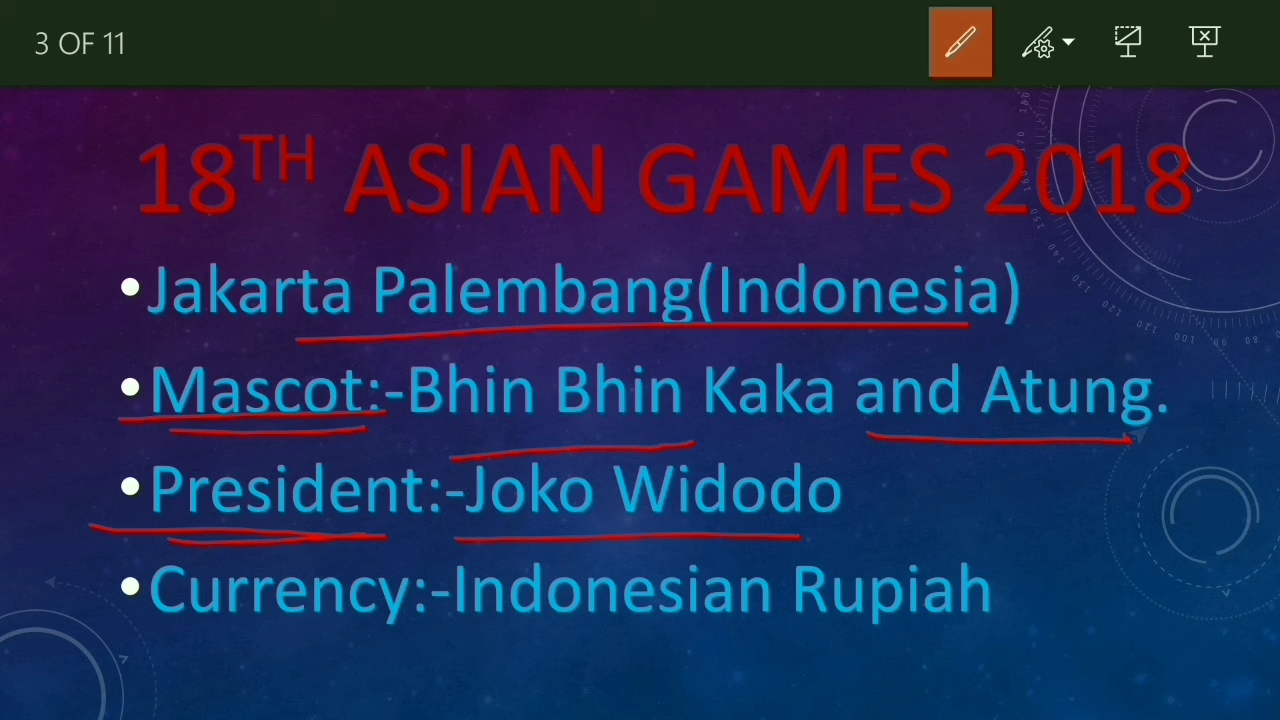 3 OF 11
18TH ASIAN GAMES 2018
•Jakarta Palembang(Indonesia)
•Mascot:-Bhin Bhin Kaka and Atung.
•President:-Joko Widodo
•Currency:-Indonesian Rupiah